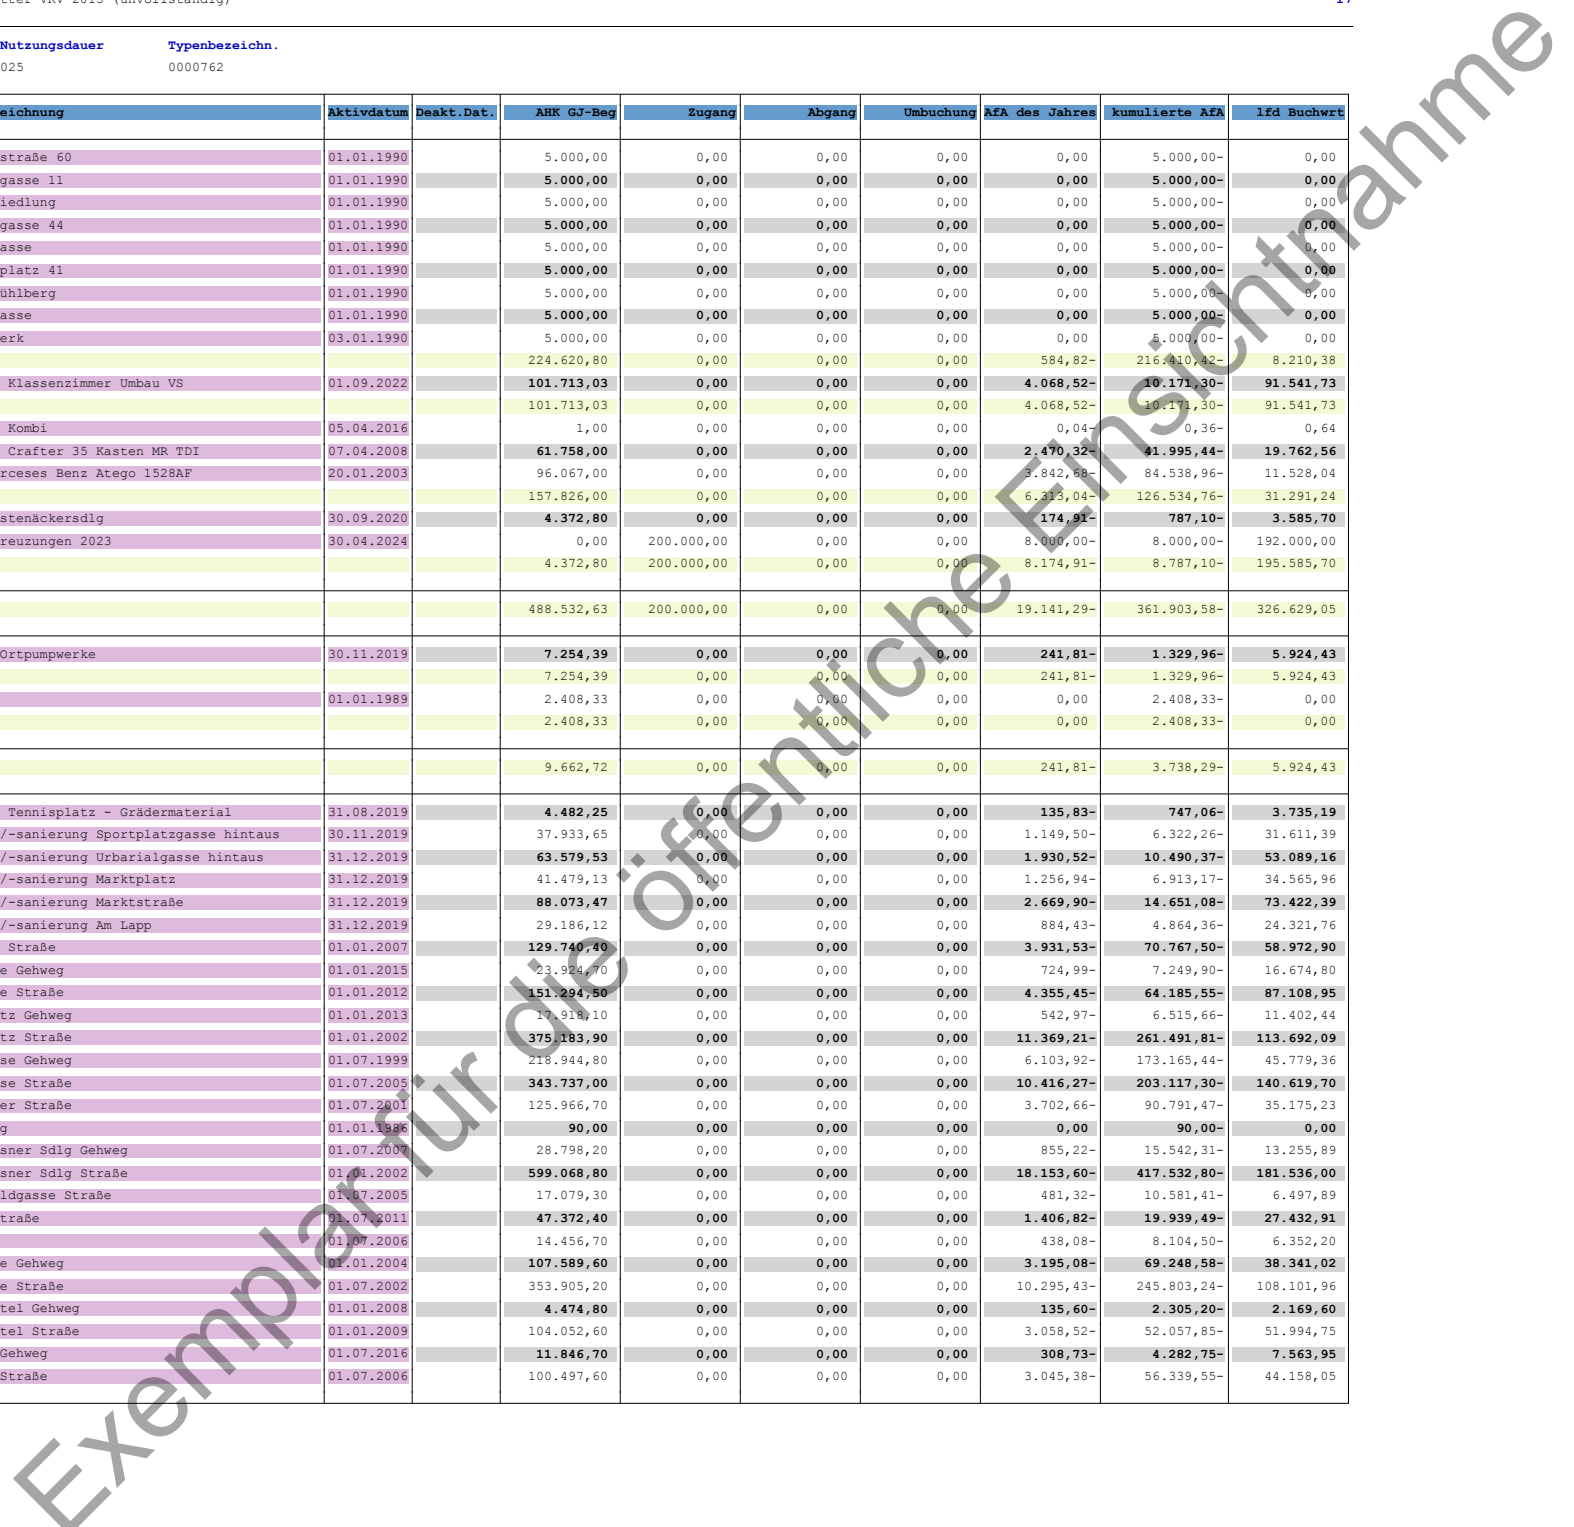 Nutzungsdauer Typenbezeichn.
025 0000762
eichnung Aktivdatum Deakt.Dat. AHK GJ-Beg Zugang Abgang Umbuchung AfA des Jahres kumulierte AfA lfd Buchwrt
straße 60 01.01.1990 5.000,00 0,00 0,00 0,00 0,00 5.000,00- 0,00
gasse 11 01.01.1990 5.000,00 0,00 0,00 0,00 0,00 5.000,00- 0,00
iedlung 01.01.1990 5.000,00 0,00 0,00 0,00 0,00 5.000,00- 0,00
gasse 44 01.01.1990 5.000,00 0,00 0,00 0,00 0,00 5.000,00- 0,00
asse 01.01.1990 5.000,00 0,00 0,00 0,00 0,00 5.000,00- 0,00
platz 41 01.01.1990 5.000,00 0,00 0,00 0,00 0,00 5.000,00- 0,00
ühlberg 01.01.1990 5.000,00 0,00 0,00 0,00 0,00 5.000,00- 0,00
asse 01.01.1990 5.000,00 0,00 0,00 0,00 0,00 5.000,00- 0,00
erk 03.01.1990 5.000,00 0,00 0,00 0,00 0,00 5.000,00- 0,00
224.620,80 0,00 0,00 0,00 584,82- 216.410,42- 8.210,38
Klassenzimmer Umbau VS 01.09.2022 101.713,03 0,00 0,00 0,00 4.068,52- 10.171,30- 91.541,73
101.713,03 0,00 0,00 0,00 4.068,52- 10.171,30- 91.541,73
Kombi 05.04.2016 1,00 0,00 0,00 0,00 0,04- 0,36- 0,64
Crafter 35 Kasten MR TDI 07.04.2008 61.758,00 0,00 0,00 0,00 2.470,32- 41.995,44- 19.762,56
rceses Benz Atego 1528AF 20.01.2003 96.067,00 0,00 0,00 0,00 3.842,68- 84.538,96- 11.528,04
157.826,00 0,00 0,00 0,00 6.313,04- 126.534,76- 31.291,24
stenäckersdlg 30.09.2020 4.372,80 0,00 0,00 0,00 174,91- 787,10- 3.585,70
reuzungen 2023 30.04.2024 0,00 200.000,00 0,00 0,00 8.000,00- 8.000,00- 192.000,00
4.372,80 200.000,00 0,00 0,00 8.174,91- 8.787,10- 195.585,70
488.532,63 200.000,00 0,00 0,00 19.141,29- 361.903,58- 326.629,05
Ortpumpwerke 30.11.2019 7.254,39 0,00 0,00 0,00 241,81- 1.329,96- 5.924,43
7.254,39 0,00 0,00 0,00 241,81- 1.329,96- 5.924,43
01.01.1989 2.408,33 0,00 0,00 0,00 0,00 2.408,33- 0,00
2.408,33 0,00 0,00 0,00 0,00 2.408,33- 0,00
9.662,72 0,00 0,00 0,00 241,81- 3.738,29- 5.924,43
Tennisplatz - Grädermaterial 31.08.2019 4.482,25 0,00 0,00 0,00 135,83- 747,06- 3.735,19
/-sanierung Sportplatzgasse hintaus 30.11.2019 37.933,65 0,00 0,00 0,00 1.149,50- 6.322,26- 31.611,39
/-sanierung Urbarialgasse hintaus 31.12.2019 63.579,53 0,00 0,00 0,00 1.930,52- 10.490,37- 53.089,16
/-sanierung Marktplatz 31.12.2019 41.479,13 0,00 0,00 0,00 1.256,94- 6.913,17- 34.565,96
/-sanierung Marktstraße 31.12.2019 88.073,47 0,00 0,00 0,00 2.669,90- 14.651,08- 73.422,39
/-sanierung Am Lapp 31.12.2019 29.186,12 0,00 0,00 0,00 884,43- 4.864,36- 24.321,76
Straße 01.01.2007 129.740,40 0,00 0,00 0,00 3.931,53- 70.767,50- 58.972,90
e Gehweg 01.01.2015 23.924,70 0,00 0,00 0,00 724,99- 7.249,90- 16.674,80
e Straße 01.01.2012 151.294,50 0,00 0,00 0,00 4.355,45- 64.185,55- 87.108,95
tz Gehweg 01.01.2013 17.918,10 0,00 0,00 0,00 542,97- 6.515,66- 11.402,44
tz Straße 01.01.2002 375.183,90 0,00 0,00 0,00 11.369,21- 261.491,81- 113.692,09
se Gehweg 01.07.1999 218.944,80 0,00 0,00 0,00 6.103,92- 173.165,44- 45.779,36
se Straße 01.07.2005 343.737,00 0,00 0,00 0,00 10.416,27- 203.117,30- 140.619,70
er Straße 01.07.2001 125.966,70 0,00 0,00 0,00 3.702,66- 90.791,47- 35.175,23
g 01.01.1986 90,00 0,00 0,00 0,00 0,00 90,00- 0,00
sner Sdlg Gehweg 01.07.2007 28.798,20 0,00 0,00 0,00 855,22- 15.542,31- 13.255,89
sner Sdlg Straße 01.01.2002 599.068,80 0,00 0,00 0,00 18.153,60- 417.532,80- 181.536,00
ldgasse Straße 01.07.2005 17.079,30 0,00 0,00 0,00 481,32- 10.581,41- 6.497,89
traße 01.07.2011 47.372,40 0,00 0,00 0,00 1.406,82- 19.939,49- 27.432,91
01.07.2006 14.456,70 0,00 0,00 0,00 438,08- 8.104,50- 6.352,20
e Gehweg 01.01.2004 107.589,60 0,00 0,00 0,00 3.195,08- 69.248,58- 38.341,02
e Straße 01.07.2002 353.905,20 0,00 0,00 0,00 10.295,43- 245.803,24- 108.101,96
tel Gehweg 01.01.2008 4.474,80 0,00 0,00 0,00 135,60- 2.305,20- 2.169,60
tel Straße 01.01.2009 104.052,60 0,00 0,00 0,00 3.058,52- 52.057,85- 51.994,75
Gehweg 01.07.2016 11.846,70 0,00 0,00 0,00 308,73- 4.282,75- 7.563,95
Straße 01.07.2006 100.497,60 0,00 0,00 0,00 3.045,38- 56.339,55- 44.158,05
Exemplar für die öffentliche Einsichtnahme